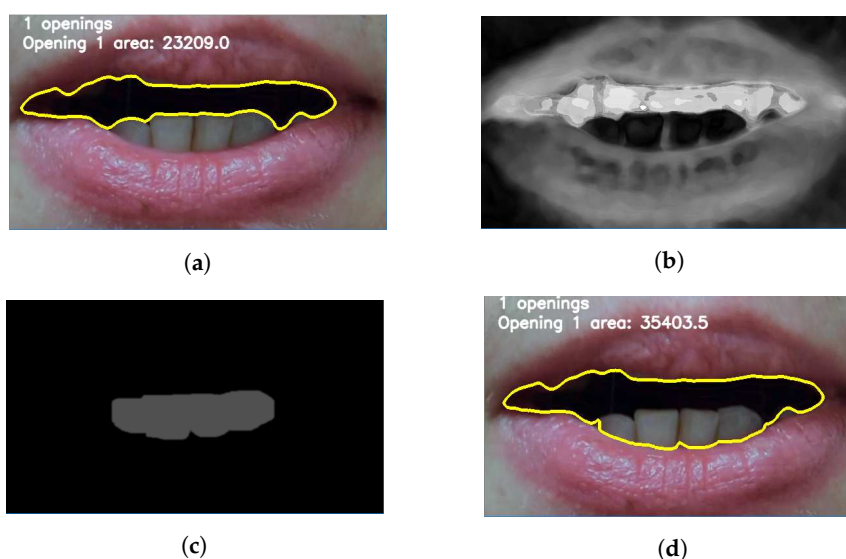 1 openings
Opening 1 area: 23209.0
(a)
(b)
(c)
1 openings
Opening 1 area: 35403.5
(d)